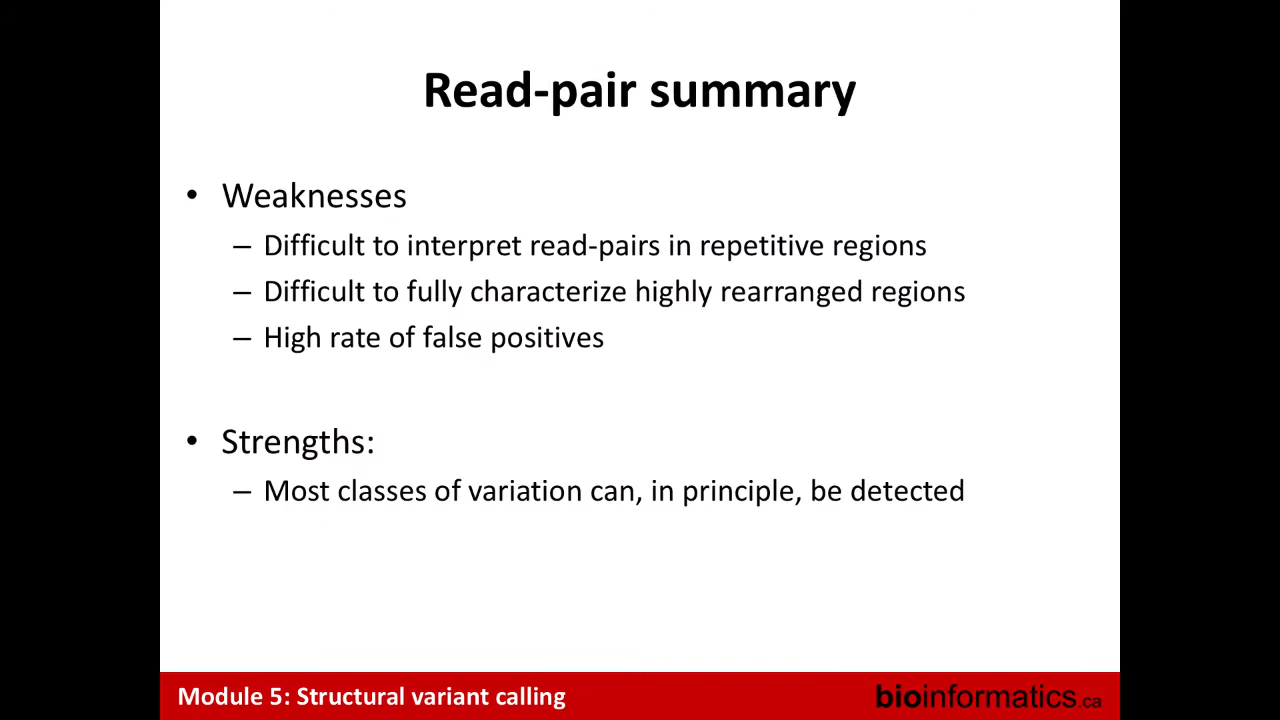 Read-pair summary
• Weaknesses
– Difficult to interpret read-pairs in repetitive regions
– Difficult to fully characterize highly rearranged regions
– High rate of false positives
• Strengths:
– Most classes of variation can, in principle, be detected
Module 5: Structural variant calling
bioinformatics.ca